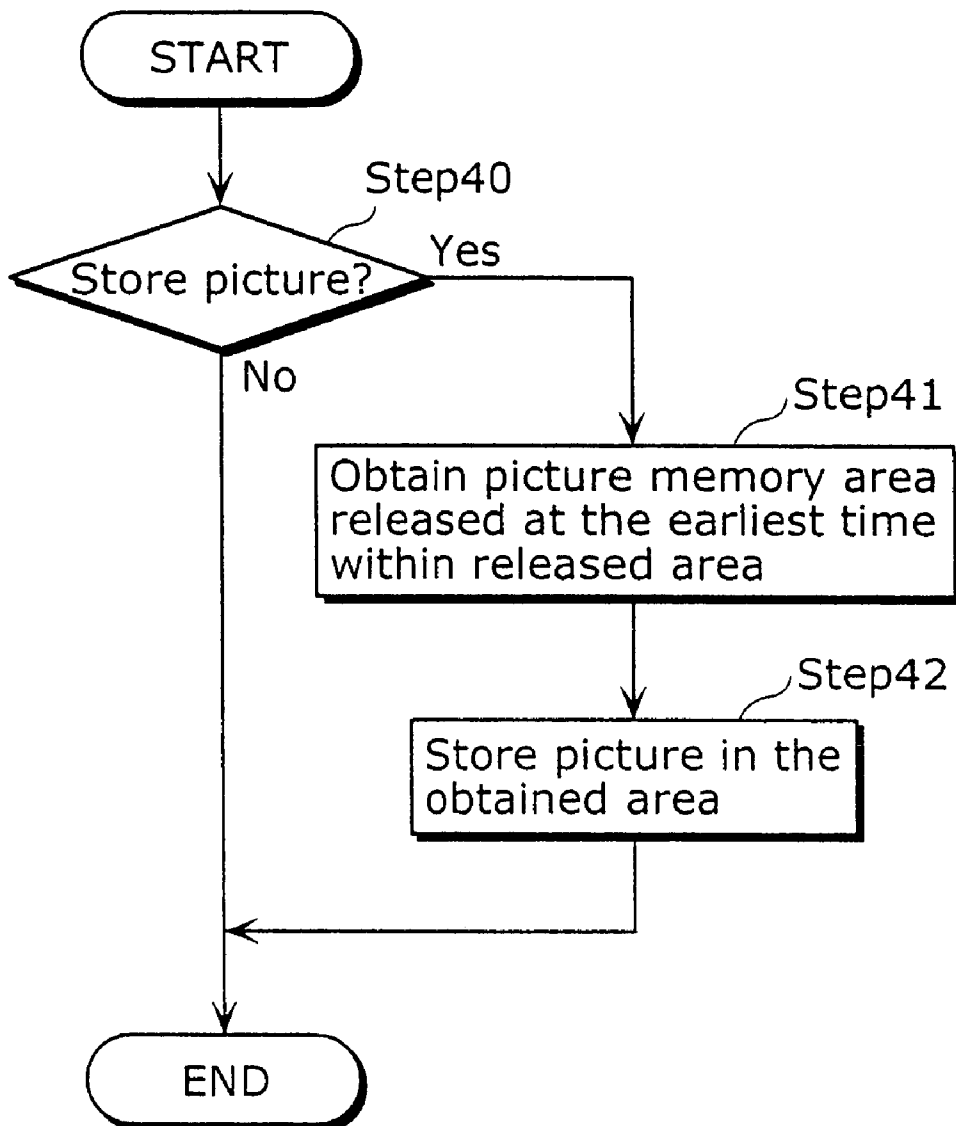 START
Step40
Store picture?
Yes
No
Step41
Obtain picture memory area
released at the earliest time
within released area
Step42
Store picture in the
obtained area
END